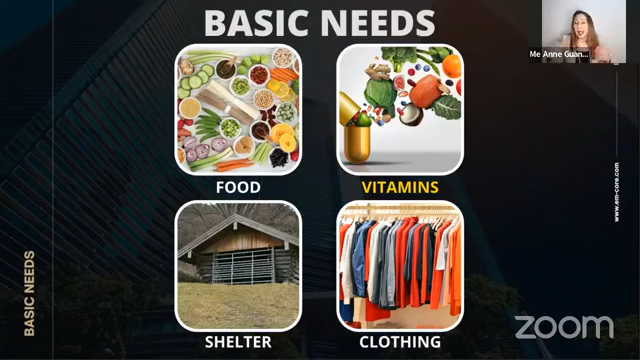 BASIC NEEDS
Me Anne Guan...
FOOD
VITAMINS
SHELTER
CLOTHING
BASIC NEEDS
www.em-core.com
zoom